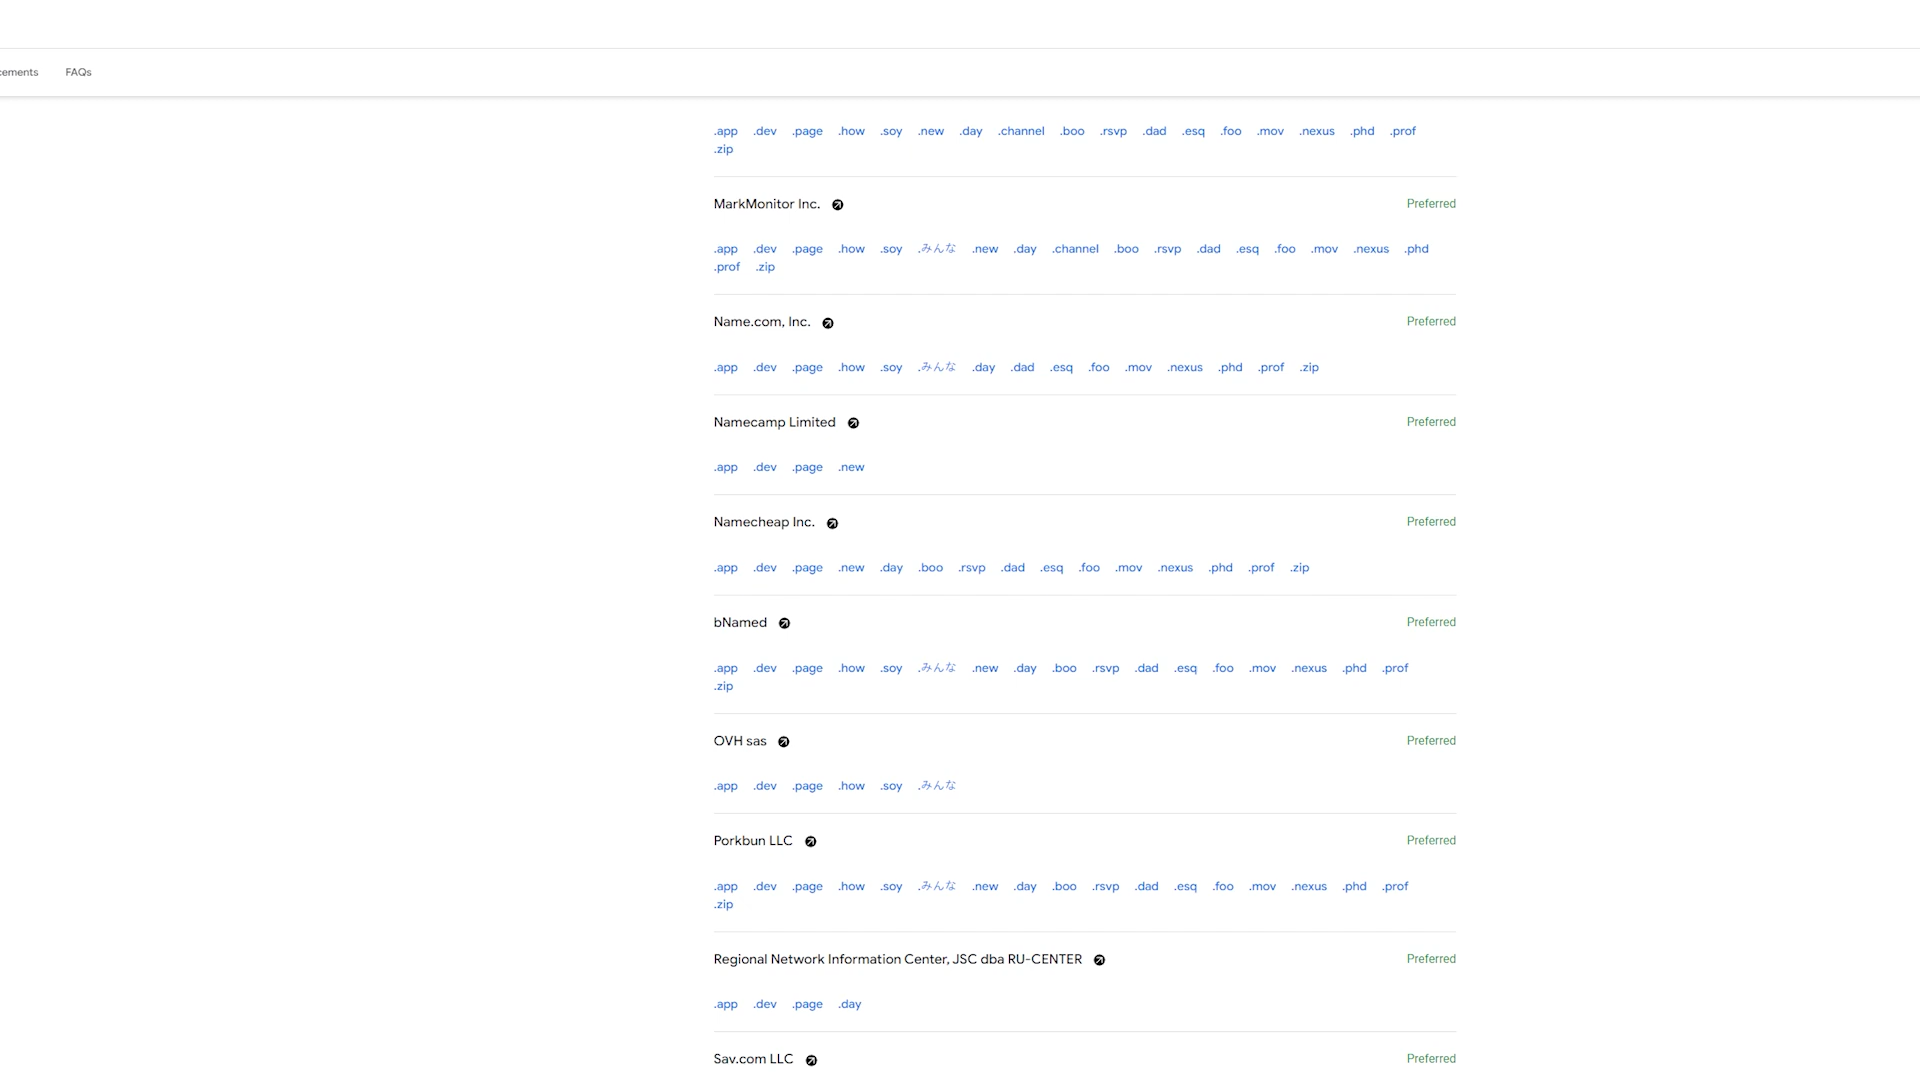 cements FAQs
.app .dev .page .how .soy .new .day .channel .boo .rsvp .dad .esq .foo .mov .nexus .phd .prof
.zip
MarkMonitor Inc. Preferred
.app .dev .page .how .soy .みんな .new .day .channel .boo .rsvp .dad .esq .foo .mov .nexus .phd
.prof .zip
Name.com, Inc. Preferred
.app .dev .page .how .soy .みんな .day .dad .esq .foo .mov .nexus .phd .prof .zip
Namecamp Limited Preferred
.app .dev .page .new
Namecheap Inc. Preferred
.app .dev .page .new .day .boo .rsvp .dad .esq .foo .mov .nexus .phd .prof .zip
bNamed Preferred
.app .dev .page .how .soy .みんな .new .day .boo .rsvp .dad .esq .foo .mov .nexus .phd .prof
.zip
OVH sas Preferred
.app .dev .page .how .soy .みんな
Porkbun LLC Preferred
.app .dev .page .how .soy .みんな .new .day .boo .rsvp .dad .esq .foo .mov .nexus .phd .prof
.zip
Regional Network Information Center, JSC dba RU-CENTER Preferred
.app .dev .page .day
Sav.com LLC Preferred